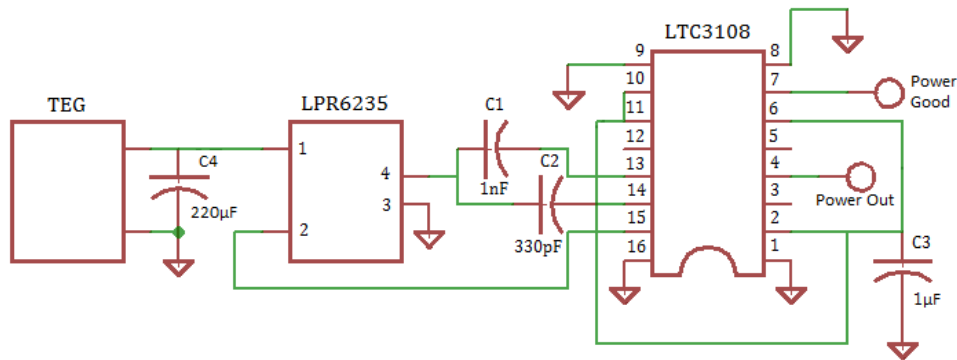 LTC3108
TEG
LPR6235
C1
1nF
C2
330pF
C4
220µF
1
2
4
3
9
10
11
12
13
14
15
16
8
7
6
5
4
3
2
1
Power
Good
Power Out
C3
1µF